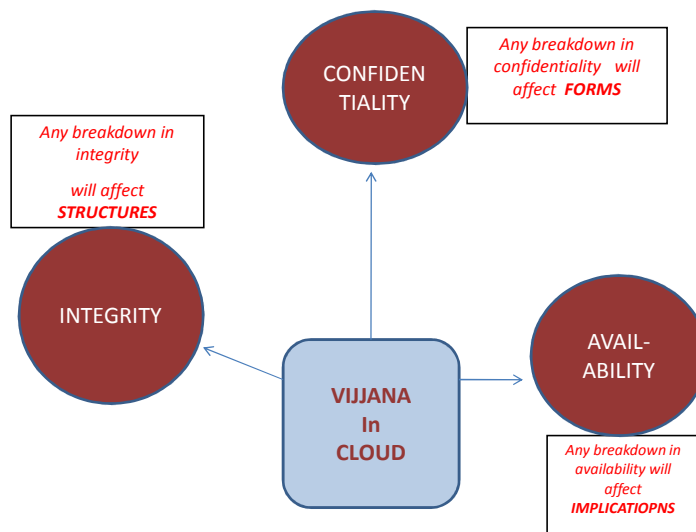 CONFIDEN
TIALITY
Any breakdown in
confidentiality will
affect FORMS
Any breakdown in
integrity
will affect
STRUCTURES
INTEGRITY
AVAIL-
ABILITY
VIJJANA
In
CLOUD
Any breakdown in
availability will
affect
IMPLICATIOPNS